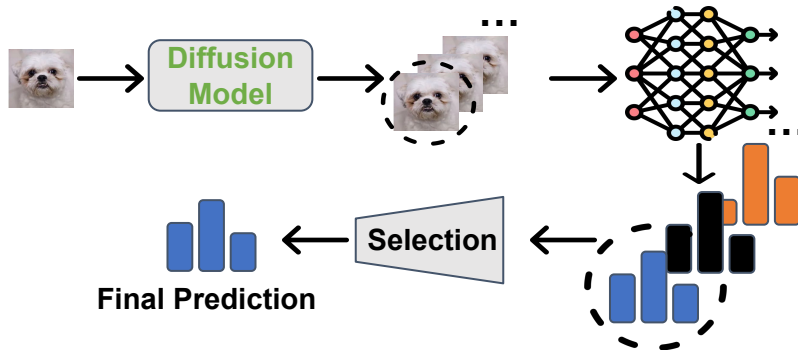 ...
Diffusion
Model
...
Selection
Final Prediction